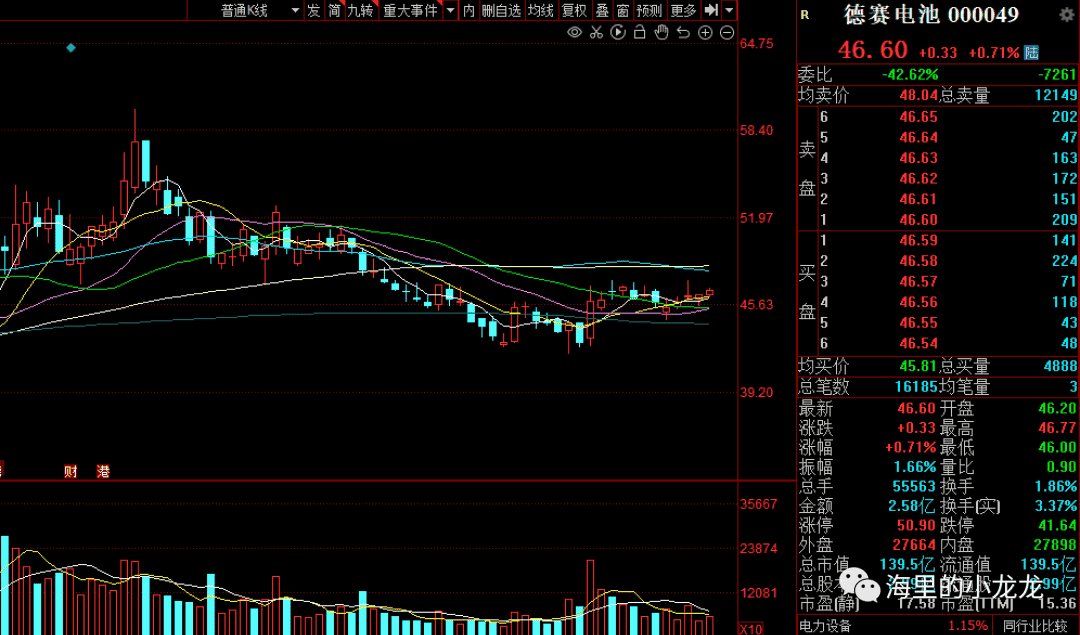 普通K线 发 简 九转 重大事件 内 删自选 均线 复权 叠 窗 预测 更多
64.75
58.40
51.97
45.63
39.20
财 港
35667
23874
12081
X10
R 德赛电池 000049
46.60 +0.33 +0.71% 陆
委比 -42.62% -7261
均卖价 48.04 总卖量 12149
卖盘
6 46.65 202
5 46.64 47
4 46.63 163
3 46.62 172
2 46.61 151
1 46.60 209
买盘
1 46.59 141
2 46.58 224
3 46.57 71
4 46.56 118
5 46.55 43
6 46.54 48
均买价 45.81 总买量 4888
总笔数 16185 均笔量 3
最新 46.60 开盘 46.20
涨跌 +0.33 最高 46.77
涨幅 +0.71% 最低 46.00
振幅 1.66% 量比 0.90
总手 55563 换手 1.86%
金额 2.58亿 换手(实) 3.37%
涨停 50.90 跌停 41.64
外盘 27664 内盘 27898
总市值 139.5亿 流通值 139.5亿
总股
市盈(静) 17.58 市盈(TTM) 15.36
海里的小龙龙
电力设备 1.15% 同行业比较